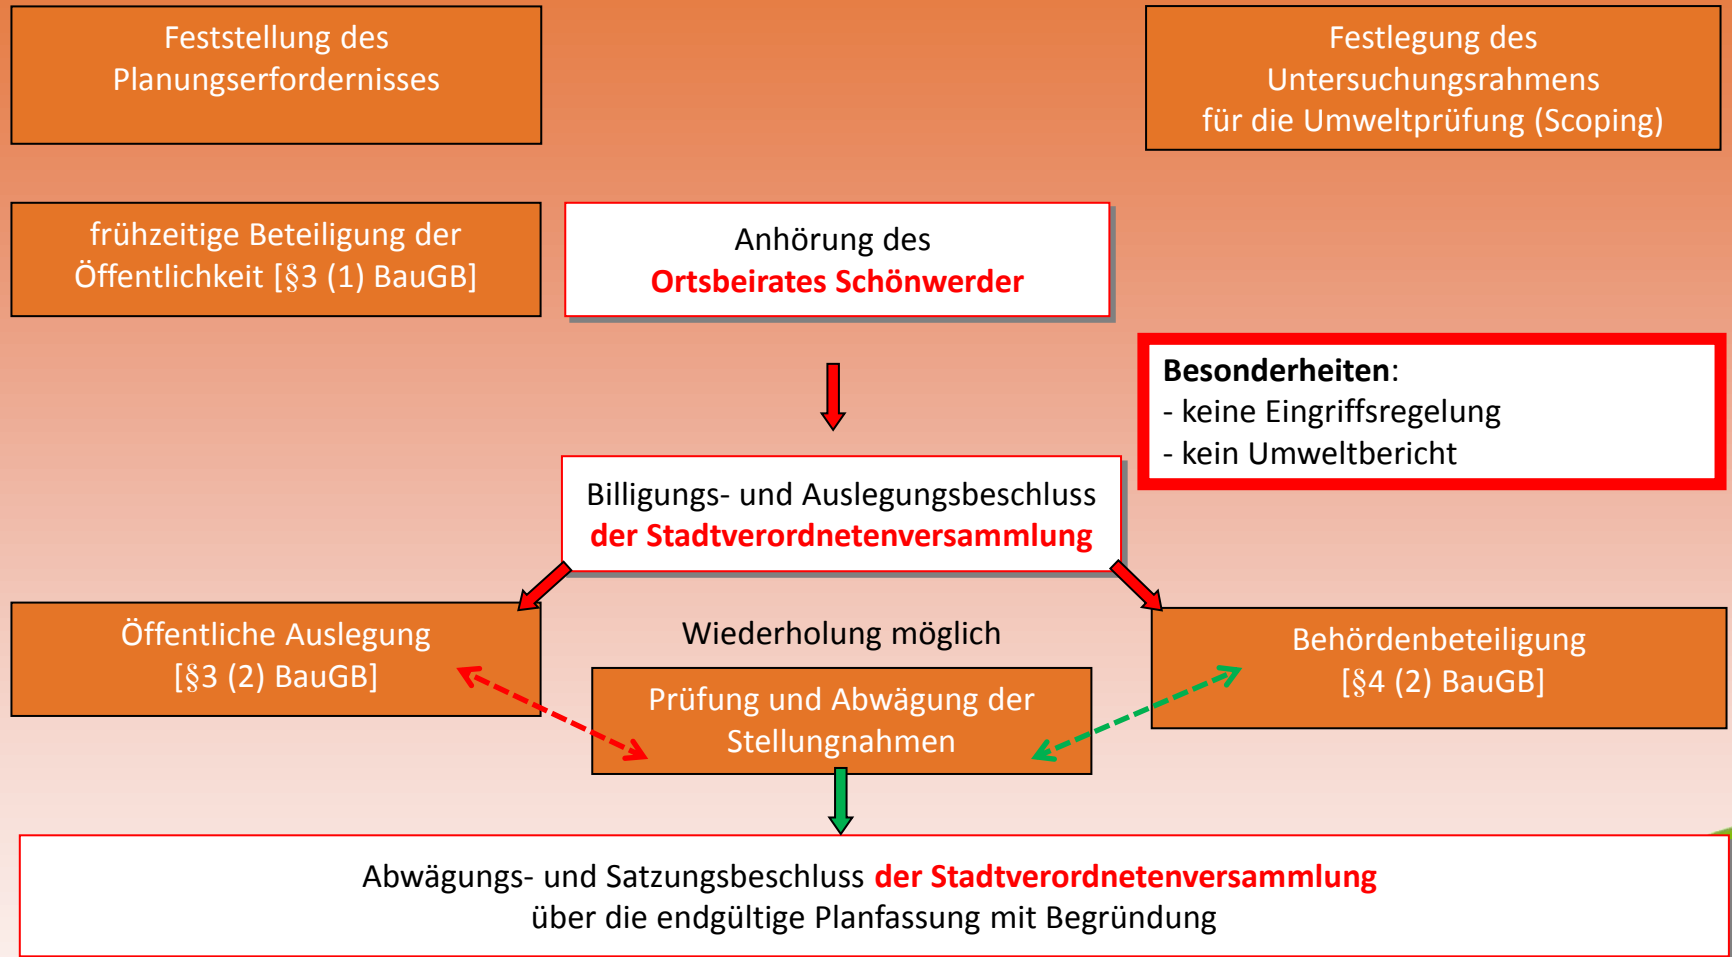 Feststellung des
Planungserfordernisses
Festlegung des
Untersuchungsrahmens
für die Umweltprüfung (Scoping)
frühzeitige Beteiligung der
Öffentlichkeit [§3 (1) BauGB]
Anhörung des
Ortsbeirates Schönwerder
Besonderheiten:
- keine Eingriffsregelung
- kein Umweltbericht
Billigungs- und Auslegungsbeschluss
der Stadtverordnetenversammlung
Öffentliche Auslegung
[§3 (2) BauGB]
Wiederholung möglich
Prüfung und Abwägung der
Stellungnahmen
Behördenbeteiligung
[§4 (2) BauGB]
Abwägungs- und Satzungsbeschluss der Stadtverordnetenversammlung
über die endgültige Planfassung mit Begründung